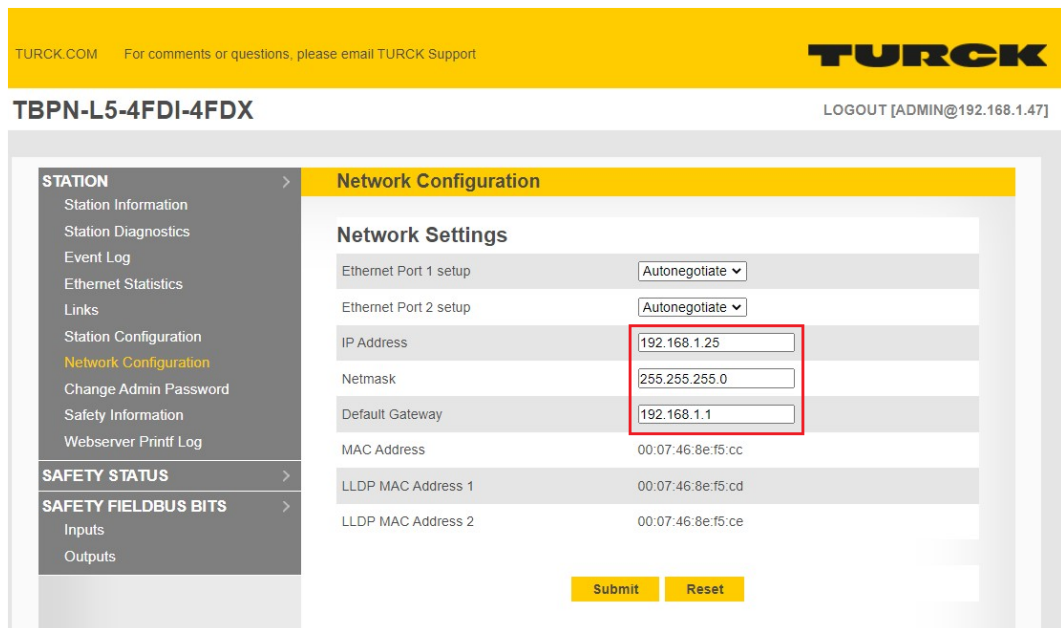 TURCK.COM For comments or questions, please email TURCK Support
TURCK
TBPN-L5-4FDI-4FDX
LOGOUT [ADMIN@192.168.1.47]
STATION
Station Information
Station Diagnostics
Event Log
Ethernet Statistics
Links
Station Configuration
Network Configuration
Change Admin Password
Safety Information
Webserver Printf Log
SAFETY STATUS
SAFETY FIELDBUS BITS
Inputs
Outputs
Network Configuration
Network Settings
Ethernet Port 1 setup Autonegotiate
Ethernet Port 2 setup Autonegotiate
IP Address 192.168.1.25
Netmask 255.255.255.0
Default Gateway 192.168.1.1
MAC Address 00:07:46:8e:f5:cc
LLDP MAC Address 1 00:07:46:8e:f5:cd
LLDP MAC Address 2 00:07:46:8e:f5:ce
Submit Reset